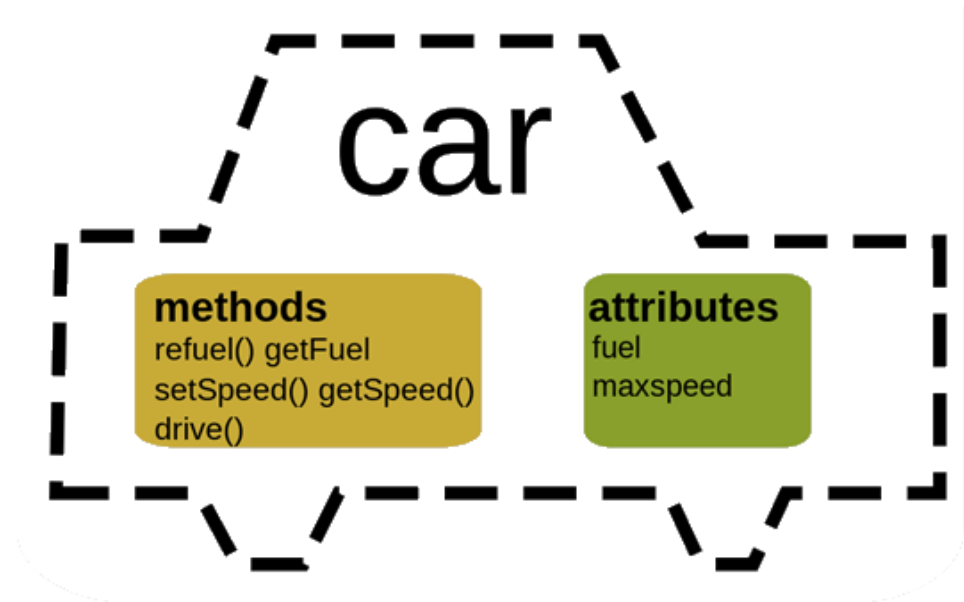 car
methods
refuel() getFuel
setSpeed() getSpeed()
drive()
attributes
fuel
maxspeed